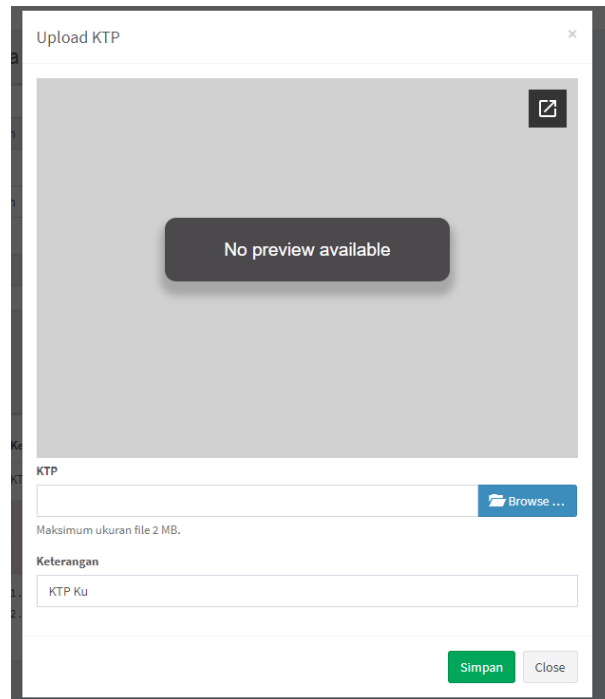 Upload KTP
×
No preview available
KTP
Browse ...
Maksimum ukuran file 2 MB.
Keterangan
KTP Ku
Simpan
Close